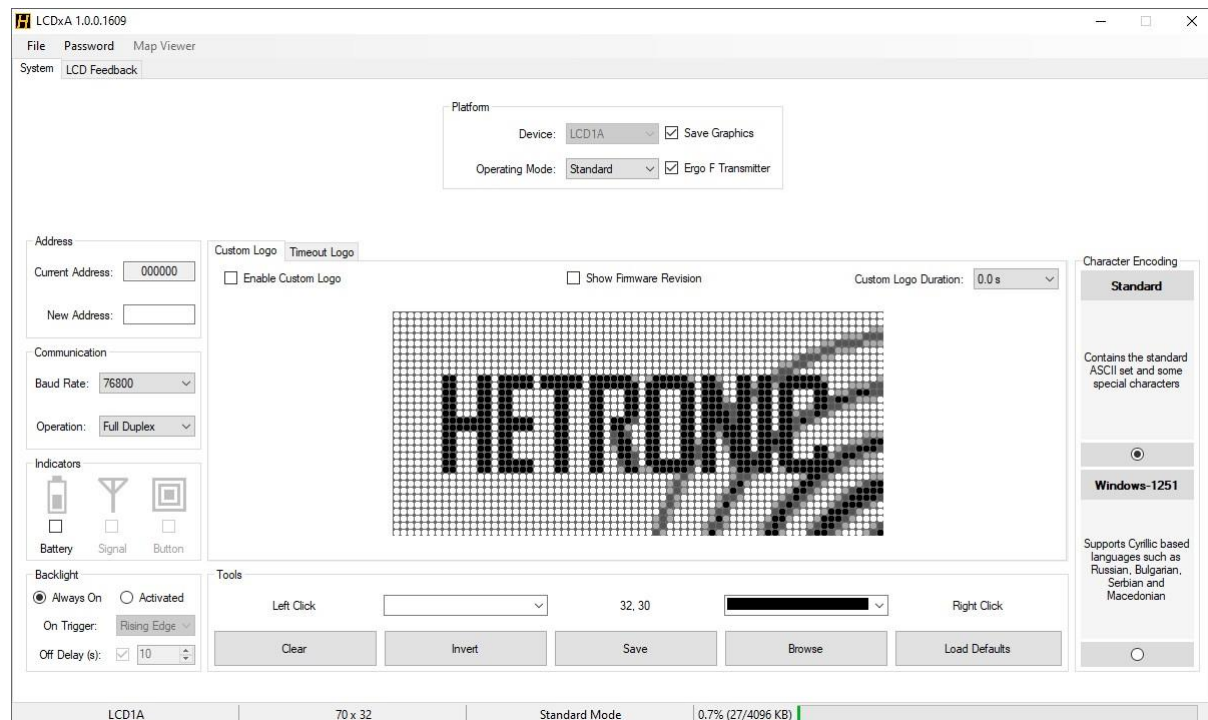 LCDxA 1.0.0.1609
File Password Map Viewer
System LCD Feedback
Platform
Device: LCD1A Save Graphics
Operating Mode: Standard Ergo F Transmitter
Address
Current Address: 000000
New Address:
Communication
Baud Rate: 76800
Operation: Full Duplex
Indicators
Battery Signal Button
Backlight
Always On Activated
On Trigger: Rising Edge
Off Delay (s): 10
Custom Logo Timeout Logo
Enable Custom Logo Show Firmware Revision Custom Logo Duration: 0.0 s
HETRONIC
Tools
Left Click 32, 30 Right Click
Clear Invert Save Browse Load Defaults
Character Encoding
Standard
Contains the standard
ASCII set and some
special characters
Windows-1251
Supports Cyrillic based
languages such as
Russian, Bulgarian,
Serbian and
Macedonian
LCD1A 70 x 32 Standard Mode 0.7% (27/4096 KB)